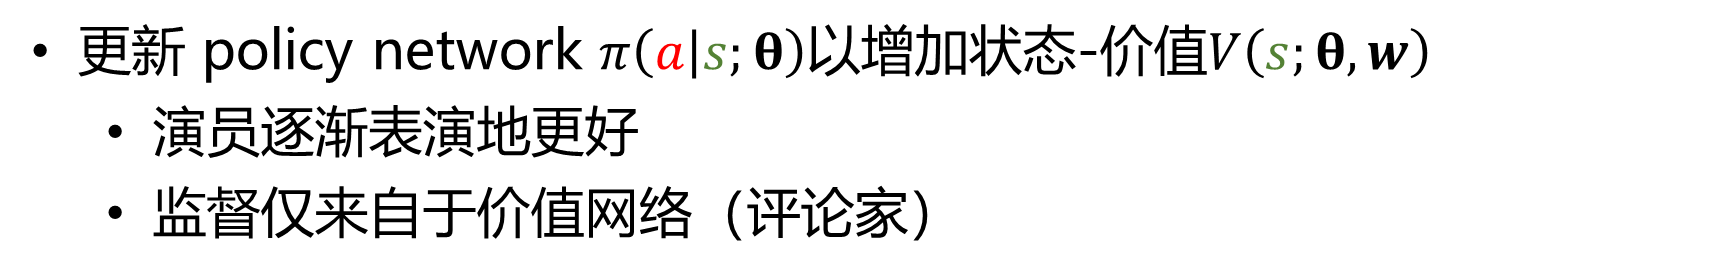 • 更新 policy network π(a|s; θ)以增加状态-价值V(s; θ, w)
• 演员逐渐表演地更好
• 监督仅来自于价值网络（评论家）